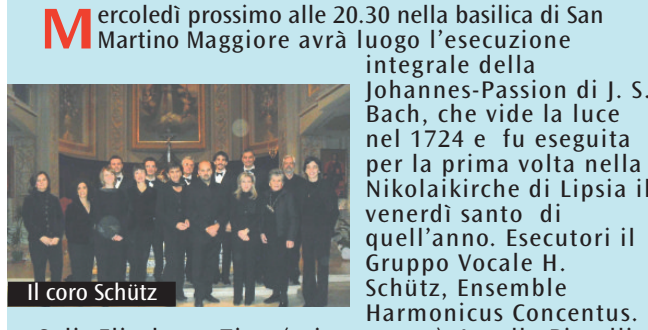 Mercoledì prossimo alle 20.30 nella basilica di San
Martino Maggiore avrà luogo l'esecuzione
integrale della
Johannes-Passion di J. S.
Bach, che vide la luce
nel 1724 e fu eseguita
per la prima volta nella
Nikolaikirche di Lipsia il
venerdì santo di
quell'anno. Esecutori il
Gruppo Vocale H.
Schütz, Ensemble
Harmonicus Concentus.
Il coro Schütz